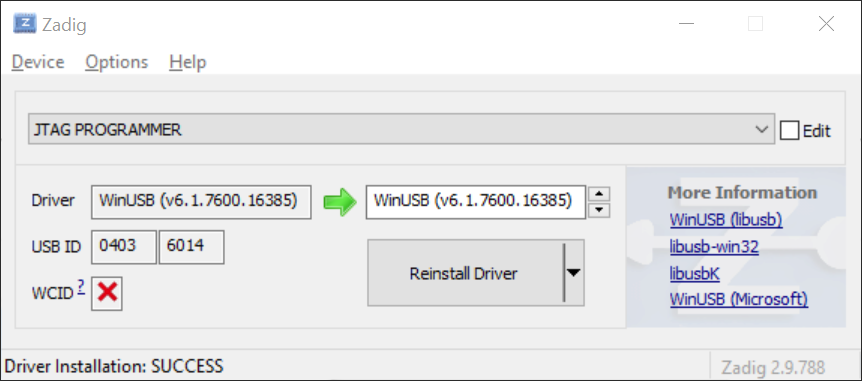 Zadig
Device Options Help
JTAG PROGRAMMER Edit
Driver WinUSB (v6.1.7600.16385) WinUSB (v6.1.7600.16385)
USB ID 0403 6014
WCID ?
Reinstall Driver
More Information
WinUSB (libusb)
libusb-win32
libusbK
WinUSB (Microsoft)
Driver Installation: SUCCESS Zadig 2.9.788